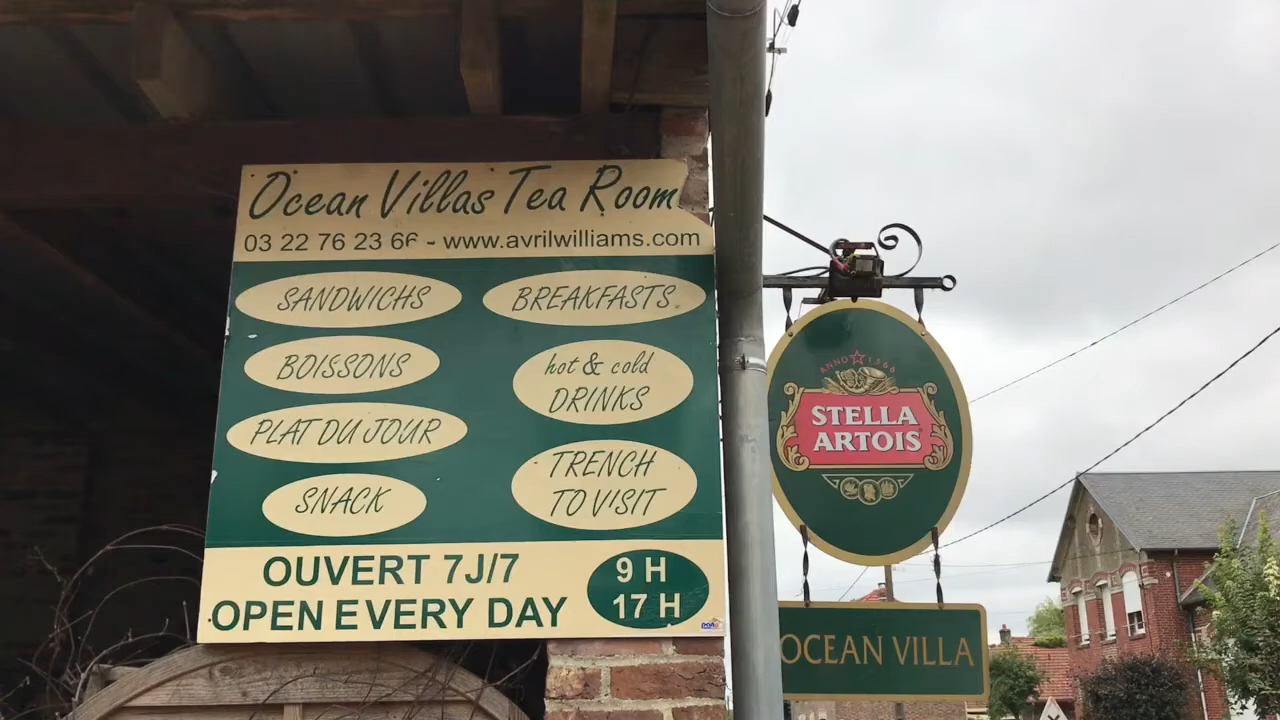 Ocean Villas Tea Room
03 22 76 23 66 - www.avrilwilliams.com
SANDWICHS
BREAKFASTS
BOISSONS
hot & cold
DRINKS
PLAT DU JOUR
TRENCH
TO VISIT
SNACK
OUVERT 7J/7
OPEN EVERY DAY
9 H
17 H
ANNO 1366
STELLA
ARTOIS
OCEAN VILLA